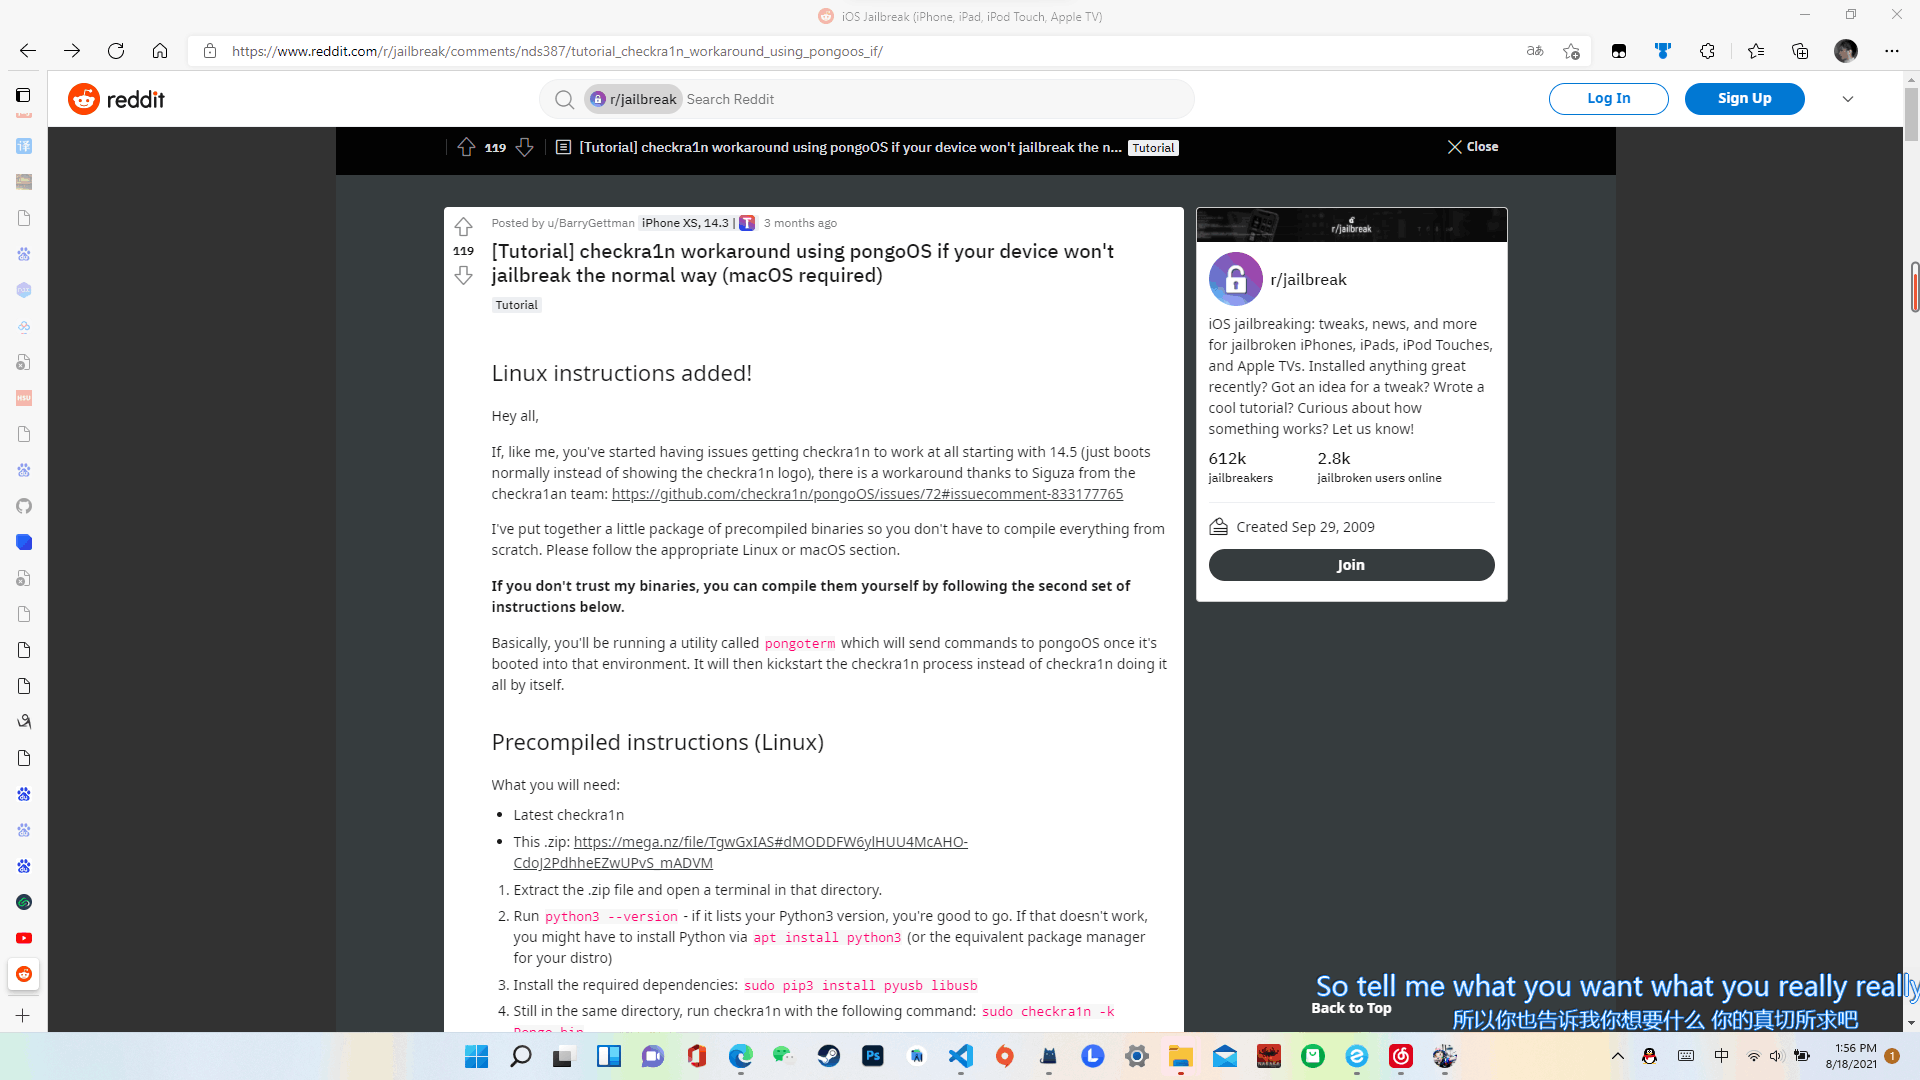 iOS Jailbreak (iPhone, iPad, iPod Touch, Apple TV)
https://www.reddit.com/r/jailbreak/comments/nds387/tutorial_checkra1n_workaround_using_pongoos_if/
reddit
r/jailbreak Search Reddit
Log In
Sign Up
119
[Tutorial] checkra1n workaround using pongoOS if your device won't jailbreak the n... Tutorial
Close
Posted by u/BarryGettman iPhone XS, 14.3 | T 3 months ago
119
[Tutorial] checkra1n workaround using pongoOS if your device won't
jailbreak the normal way (macOS required)
Tutorial
Linux instructions added!
Hey all,
If, like me, you've started having issues getting checkra1n to work at all starting with 14.5 (just boots
normally instead of showing the checkra1n logo), there is a workaround thanks to Siguza from the
checkra1an team: https://github.com/checkra1n/pongoOS/issues/72#issuecomment-833177765
I've put together a little package of precompiled binaries so you don't have to compile everything from
scratch. Please follow the appropriate Linux or macOS section.
If you don't trust my binaries, you can compile them yourself by following the second set of
instructions below.
Basically, you'll be running a utility called pongoterm which will send commands to pongoOS once it's
booted into that environment. It will then kickstart the checkra1n process instead of checkra1n doing it
all by itself.
Precompiled instructions (Linux)
What you will need:
• Latest checkra1n
• This .zip: https://mega.nz/file/TgwGxIAS#dMODDFW6ylHUU4McAHO-
CdoJ2PdhheEZwUPvS_mADVM
1. Extract the .zip file and open a terminal in that directory.
2. Run python3 --version - if it lists your Python3 version, you're good to go. If that doesn't work,
you might have to install Python via apt install python3 (or the equivalent package manager
for your distro)
3. Install the required dependencies: sudo pip3 install pyusb libusb
4. Still in the same directory, run checkra1n with the following command: sudo checkra1n -k
Pongo.bin
r/jailbreak
r/jailbreak
iOS jailbreaking: tweaks, news, and more
for jailbroken iPhones, iPads, iPod Touches,
and Apple TVs. Installed anything great
recently? Got an idea for a tweak? Wrote a
cool tutorial? Curious about how
something works? Let us know!
612k
jailbreakers
2.8k
jailbroken users online
Created Sep 29, 2009
Join
So tell me what you want what you really really
Back to Top
所以你也告诉我你想要什么 你的真切所求吧
中
1:56 PM
8/18/2021
1